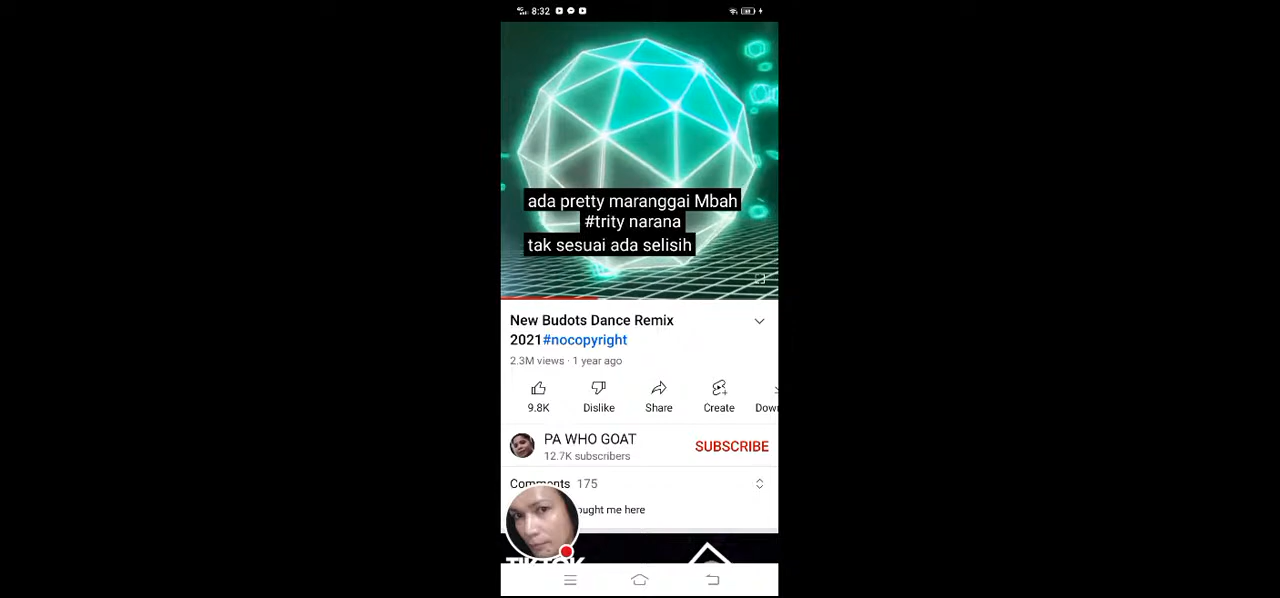 8:32
ada pretty maranggai Mbah
#trity narana
tak sesuai ada selisih
New Budots Dance Remix
2021#nocopyright
2.3M views · 1 year ago
9.8K Dislike Share Create Dow
PA WHO GOAT
12.7K subscribers
SUBSCRIBE
Comments 175
ought me here
TIKTOK